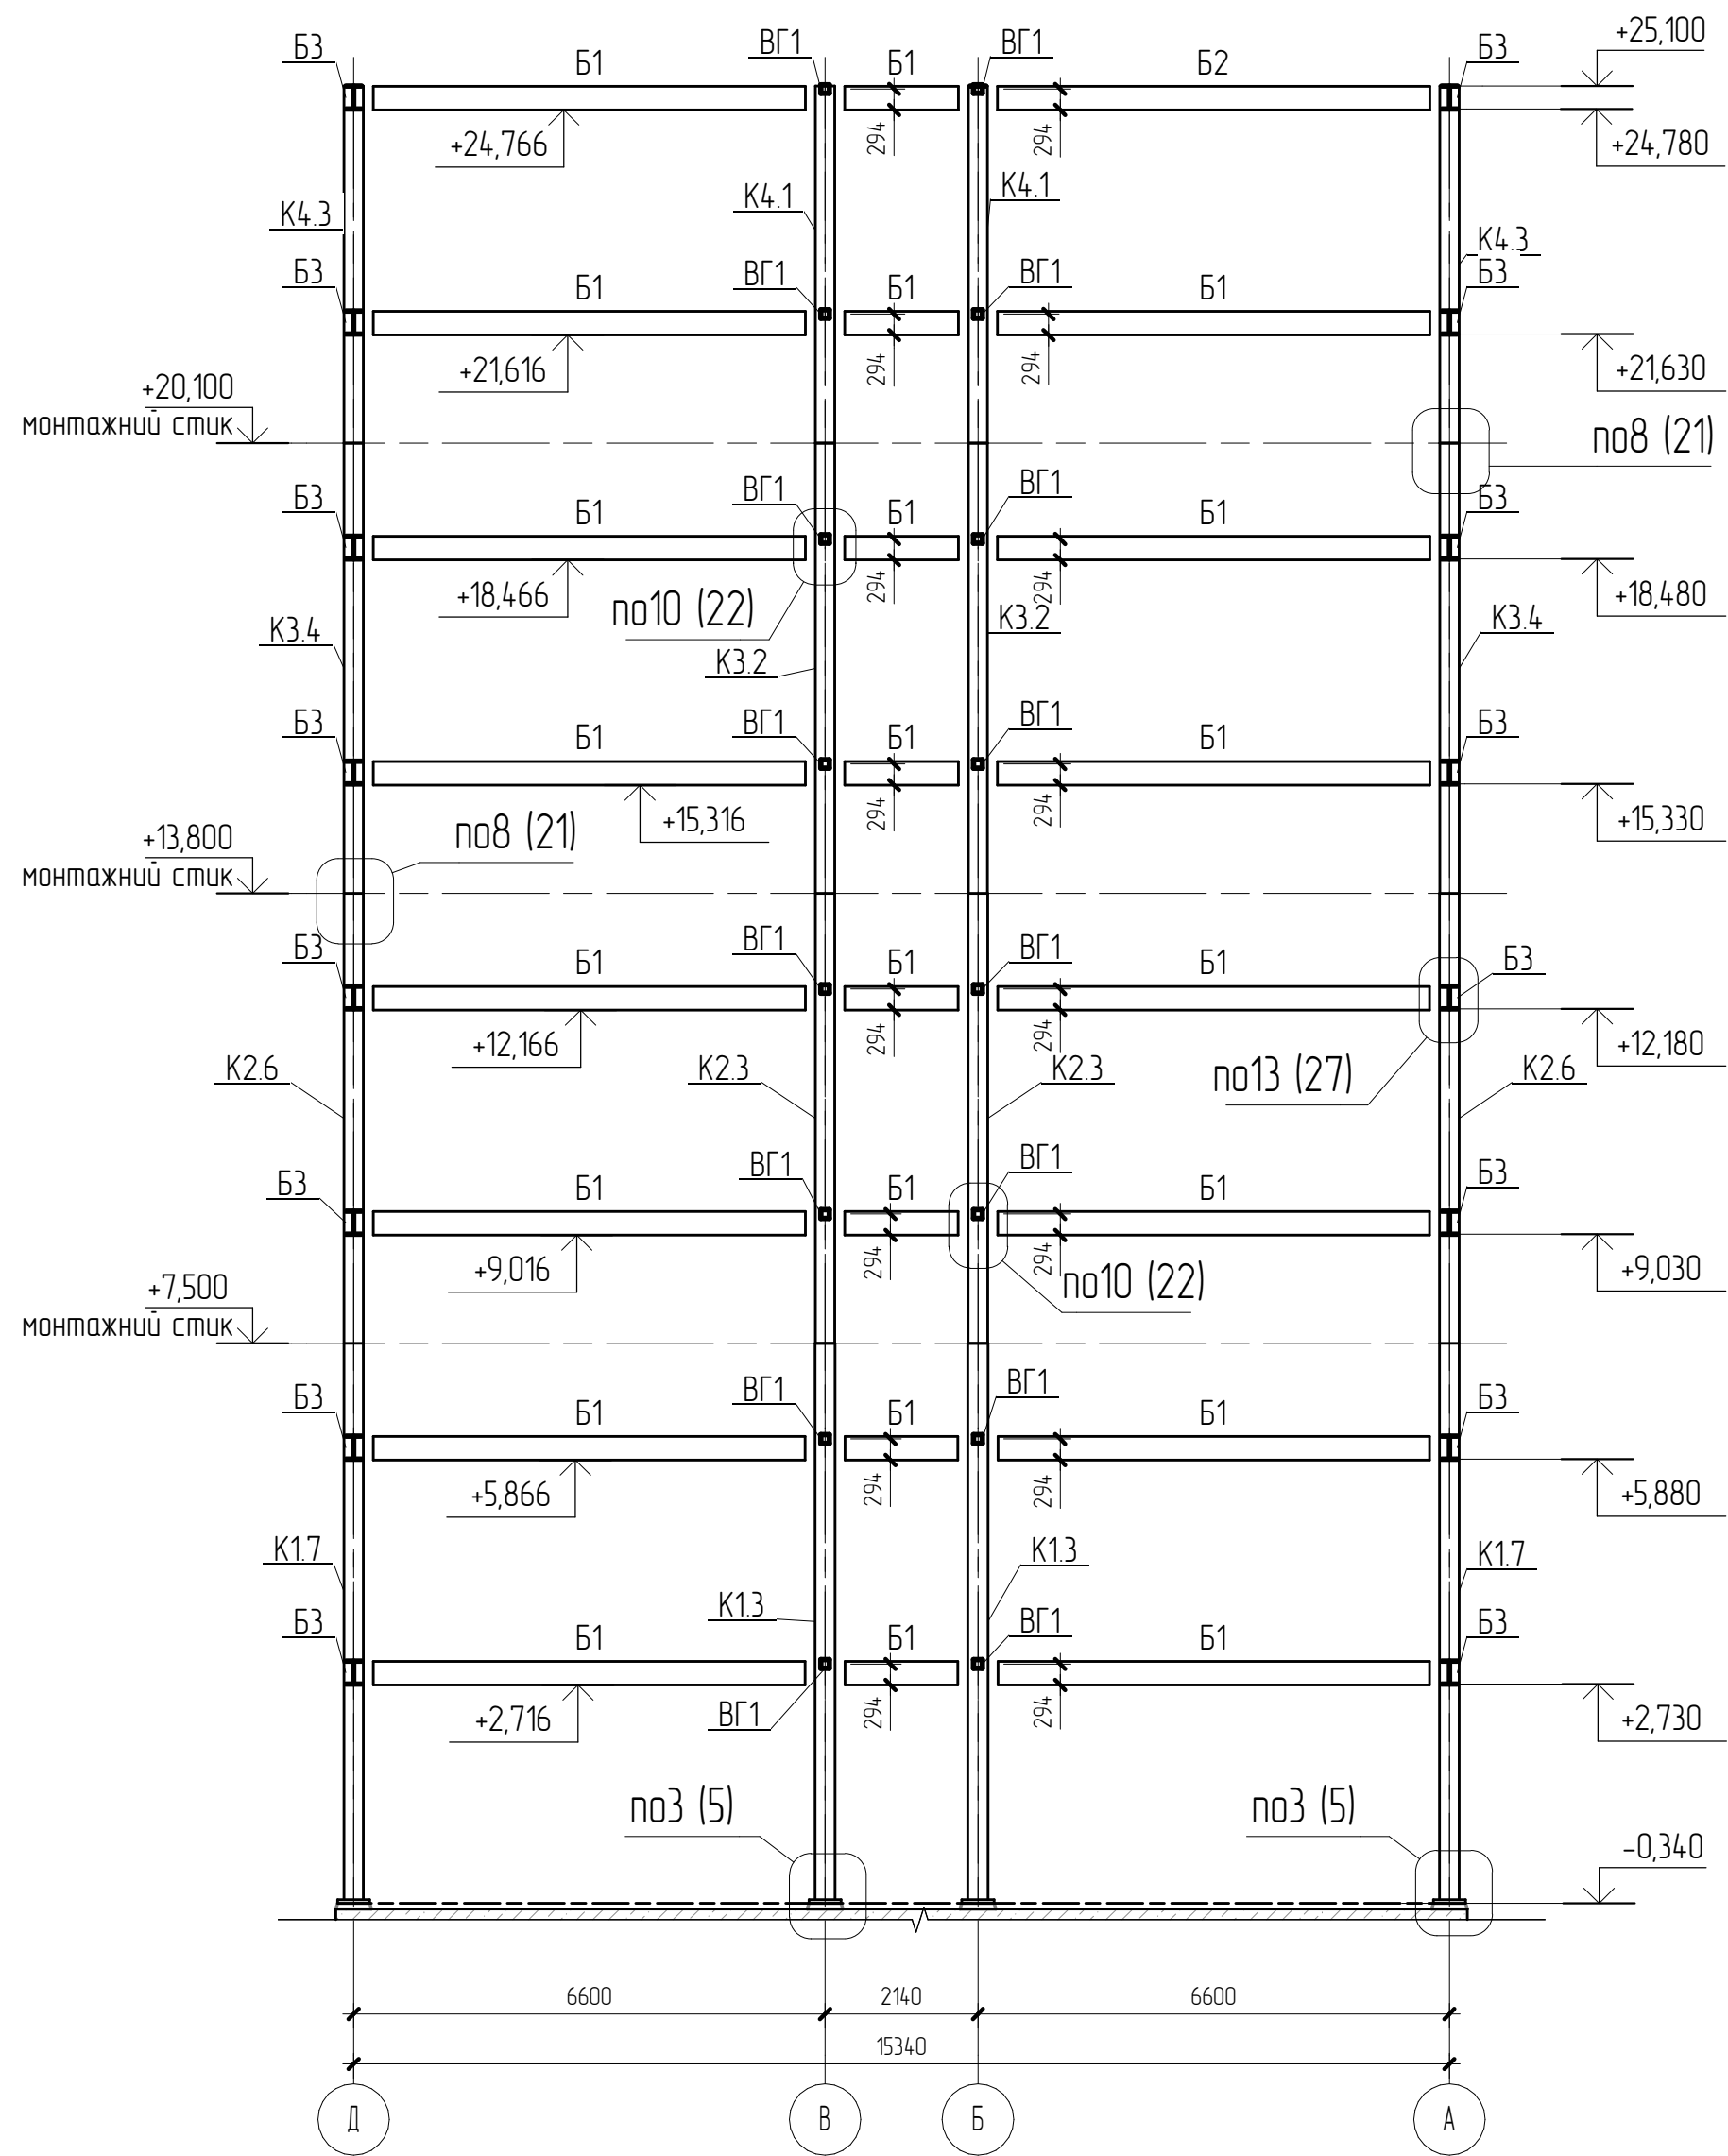 +25,100
Б3 Б1 ВГ1 Б1 ВГ1 Б2 Б3
+24,766 294 294 +24,780
К4.3 К4.1 К4.1 К4.3
Б3 Б1 ВГ1 Б1 ВГ1 Б1 Б3
+21,616 294 294 +21,630
+20,100
монтажний стик
по8 (21)
Б3 Б1 ВГ1 Б1 ВГ1 Б1 Б3
+18,466 294 294 +18,480
по10 (22)
К3.4 К3.2 К3.2 К3.4
Б3 Б1 ВГ1 Б1 ВГ1 Б1 Б3
+15,316 294 294 +15,330
+13,800
монтажний стик
по8 (21)
Б3 Б1 ВГ1 Б1 ВГ1 Б1 Б3
+12,166 294 294 +12,180
К2.6 К2.3 К2.3 по13 (27) К2.6
Б3 Б1 ВГ1 Б1 ВГ1 Б1 Б3
+9,016 294 294 +9,030
по10 (22)
+7,500
монтажний стик
Б3 Б1 ВГ1 Б1 ВГ1 Б1 Б3
+5,866 294 294 +5,880
К1.7 К1.3 К1.3 К1.7
Б3 Б1 Б1 ВГ1 Б1 Б3
+2,716 ВГ1 294 294 +2,730
по3 (5) по3 (5)
-0,340
6600 2140 6600
15340
Д В Б А